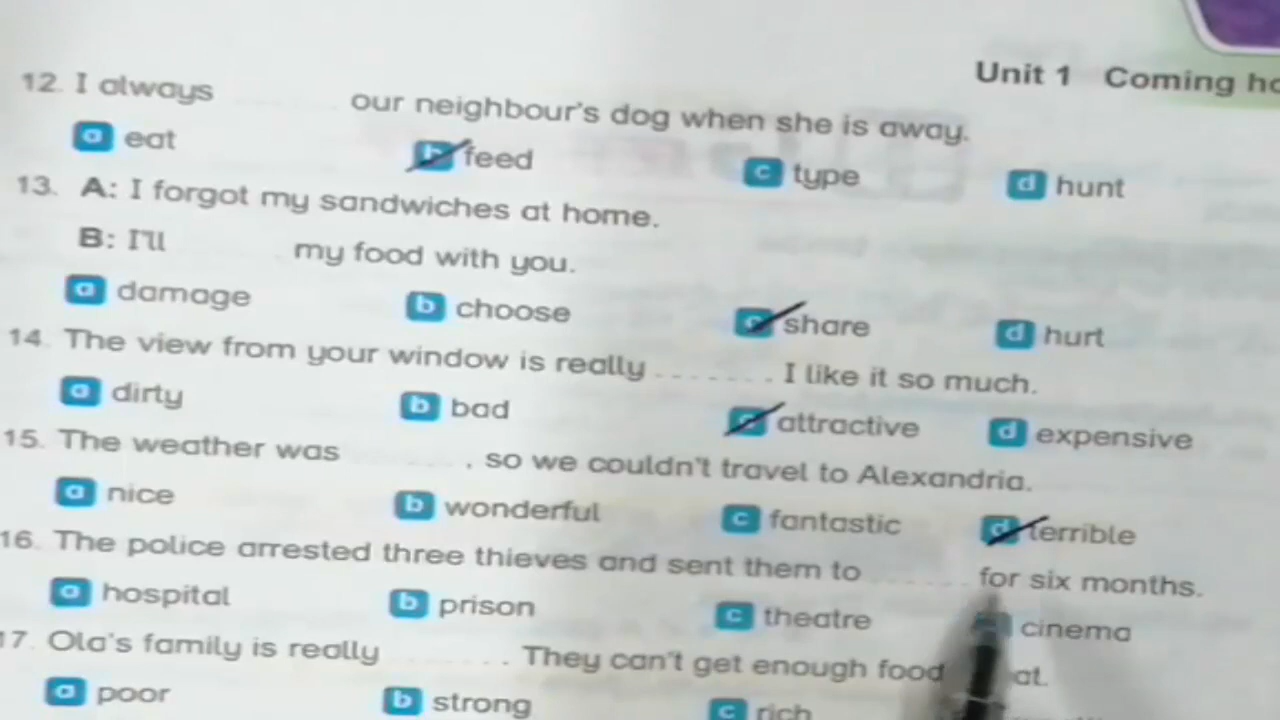 Unit 1 Coming
12. I always our neighbour's dog when she is away.
a eat b feed c type d hunt
13. A: I forgot my sandwiches at home.
B: I'll my food with you.
a damage b choose c share d hurt
14. The view from your window is really ....... . I like it so much.
a dirty b bad c attractive d expensive
15. The weather was , so we couldn't travel to Alexandria.
a nice b wonderful c fantastic d terrible
16. The police arrested three thieves and sent them to ....... for six months.
a hospital b prison c theatre cinema
17. Ola's family is really ....... . They can't get enough food
a poor b strong c rich